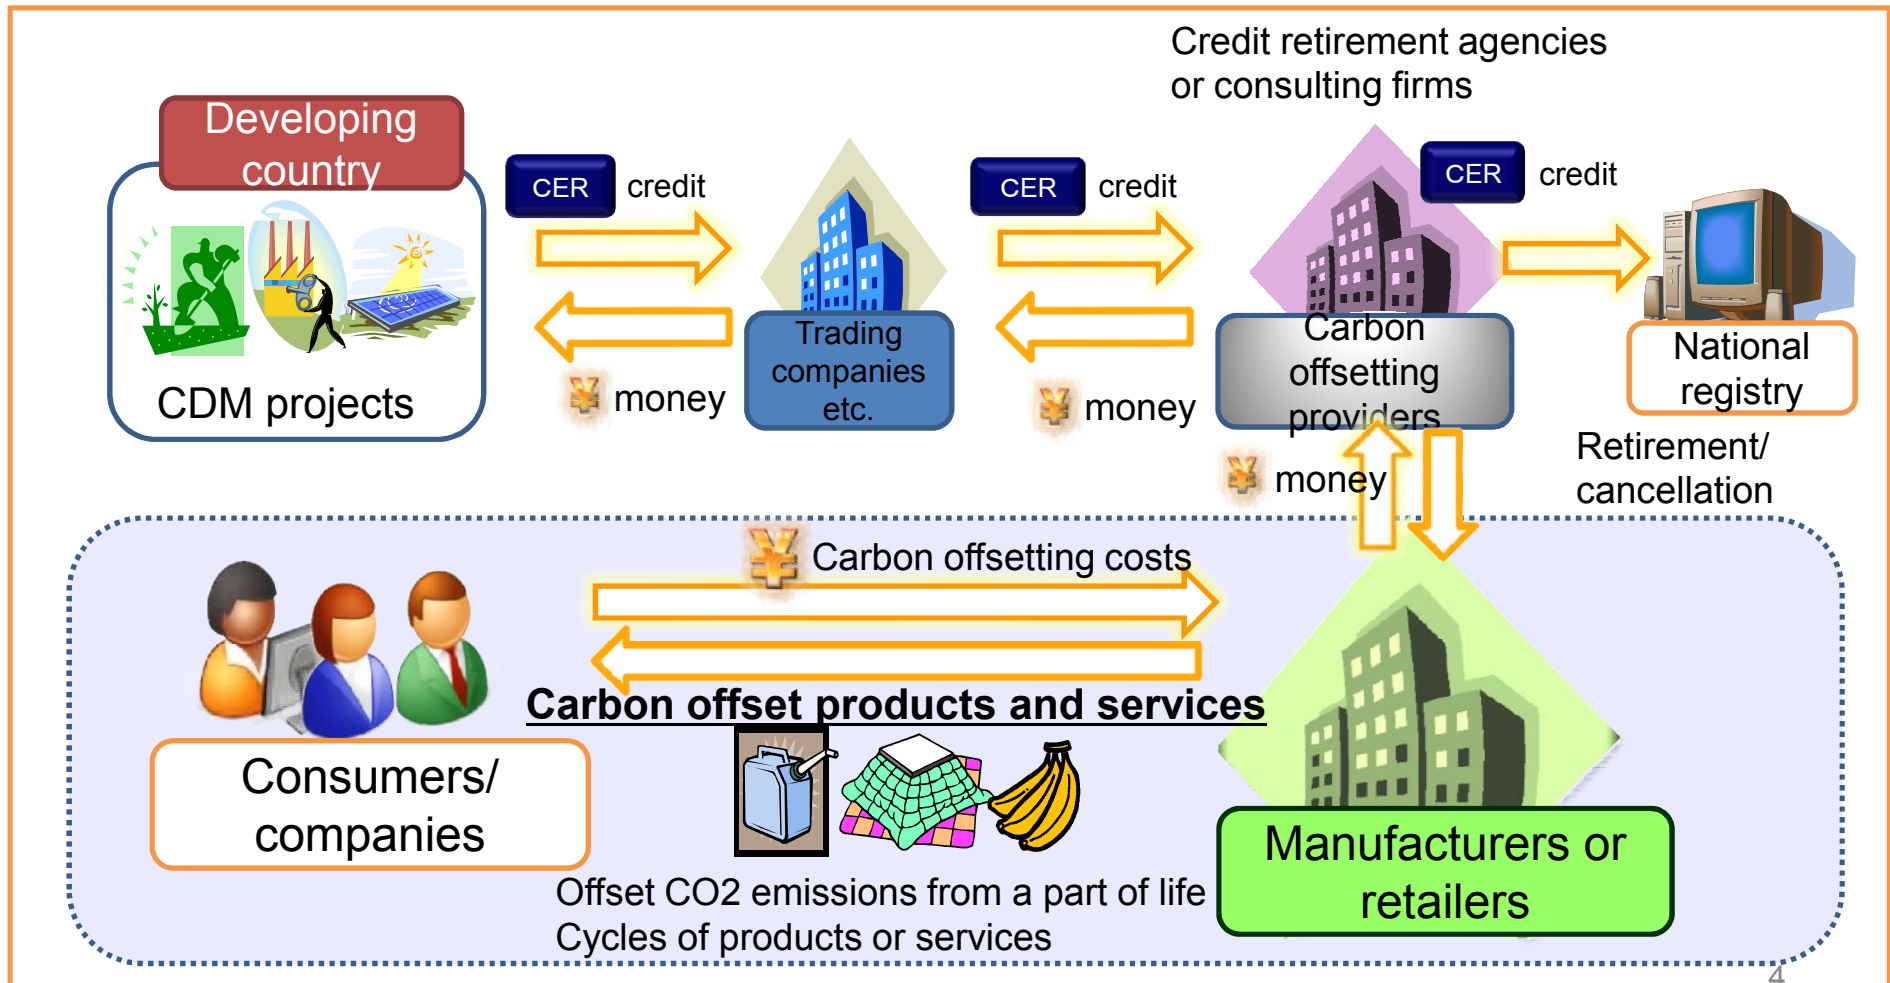 Credit retirement agencies
or consulting firms
Developing
country
CER credit
CER credit
CER credit
CDM projects
¥ money
Trading
companies
etc.
¥ money
Carbon
offsetting
providers
National
registry
¥ money
Retirement/
cancellation
¥ Carbon offsetting costs
Carbon offset products and services
Consumers/
companies
Manufacturers or
retailers
Offset CO2 emissions from a part of life
Cycles of products or services
4